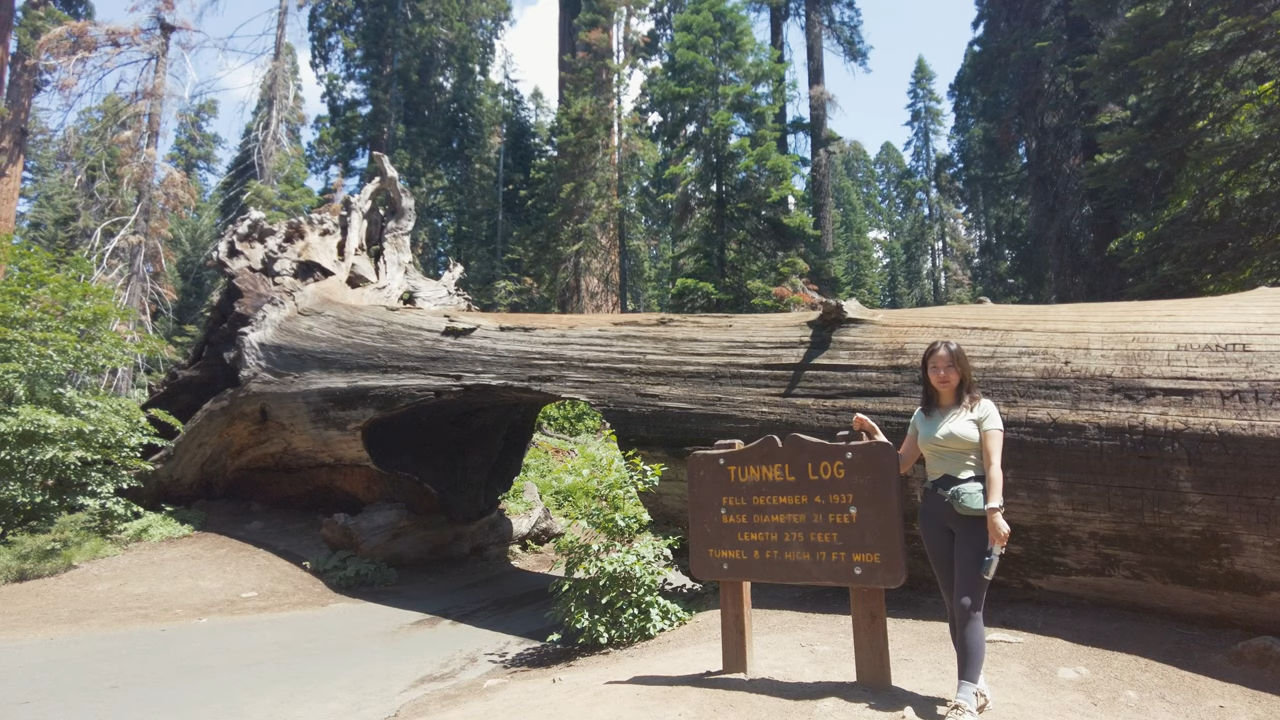 TUNNEL LOG
FELL DECEMBER 4, 1937
BASE DIAMETER 21 FEET
LENGTH 275 FEET
TUNNEL 8 FT. HIGH 17 FT WIDE
HUANTE